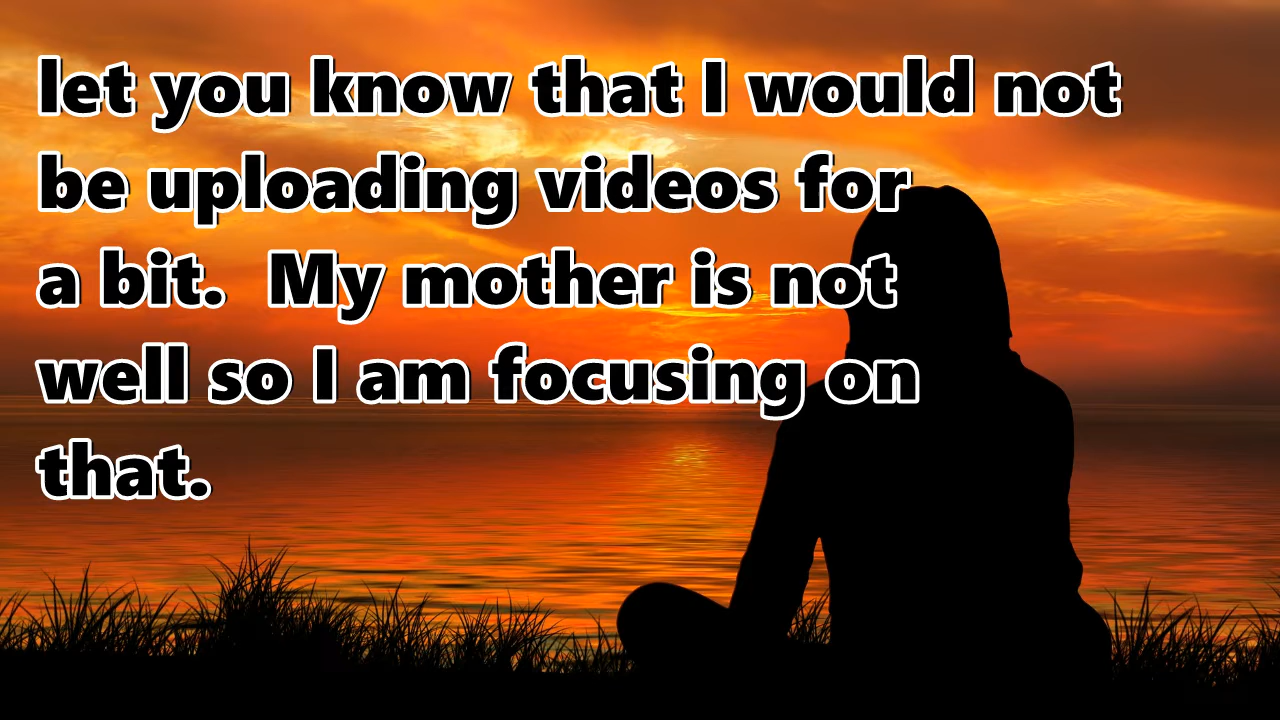 let you know that I would not
be uploading videos for
a bit.  My mother is not
well so I am focusing on
that.